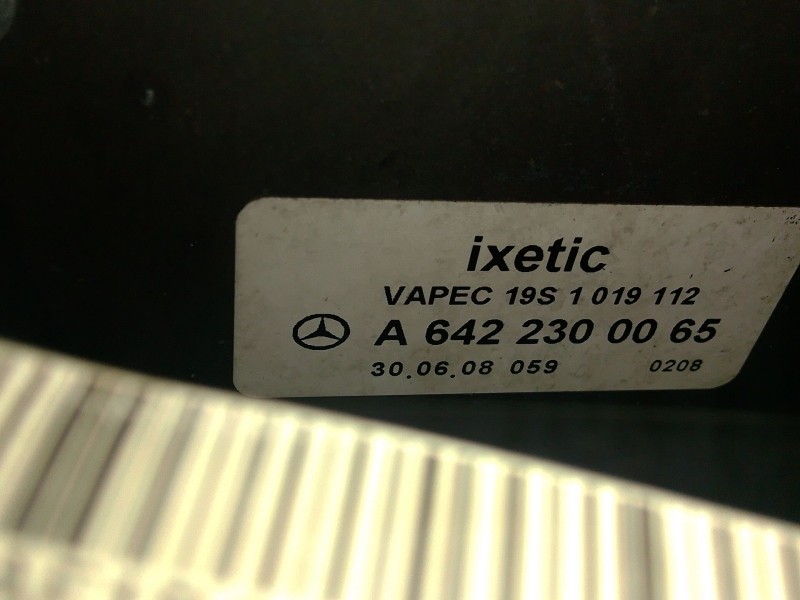 ixetic
VAPEC 19S 1 019 112
A 642 230 00 65
30.06.08 059 0208